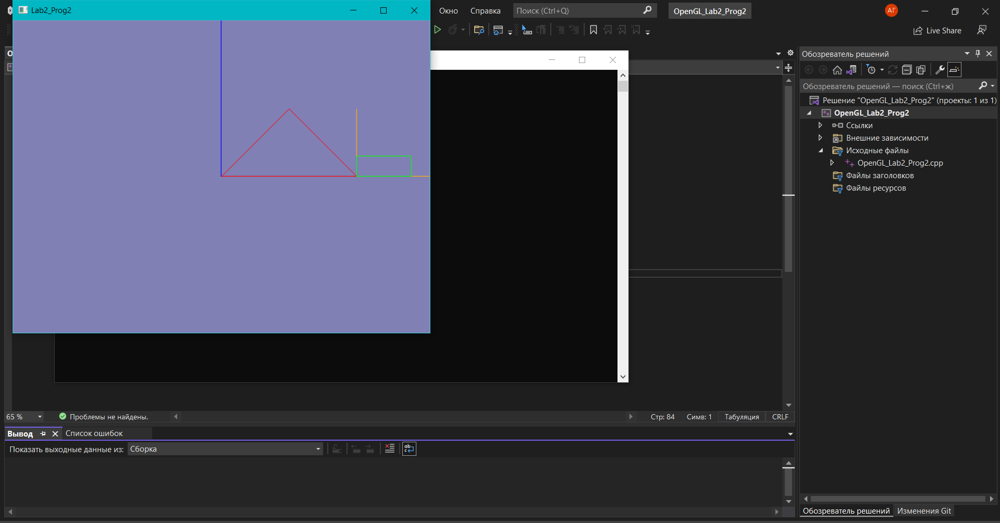 Lab2_Prog2
Окно Справка Поиск (Ctrl+Q) OpenGL_Lab2_Prog2 АГ
Live Share
Обозреватель решений
Обозреватель решений — поиск (Ctrl+ж)
Решение "OpenGL_Lab2_Prog2" (проекты: 1 из 1)
OpenGL_Lab2_Prog2
Ссылки
Внешние зависимости
Исходные файлы
OpenGL_Lab2_Prog2.cpp
Файлы заголовков
Файлы ресурсов
65 % Проблемы не найдены. Стр: 84 Симв: 1 Табуляция CRLF
Вывод Список ошибок
Показать выходные данные из: Сборка
Обозреватель решений Изменения Git